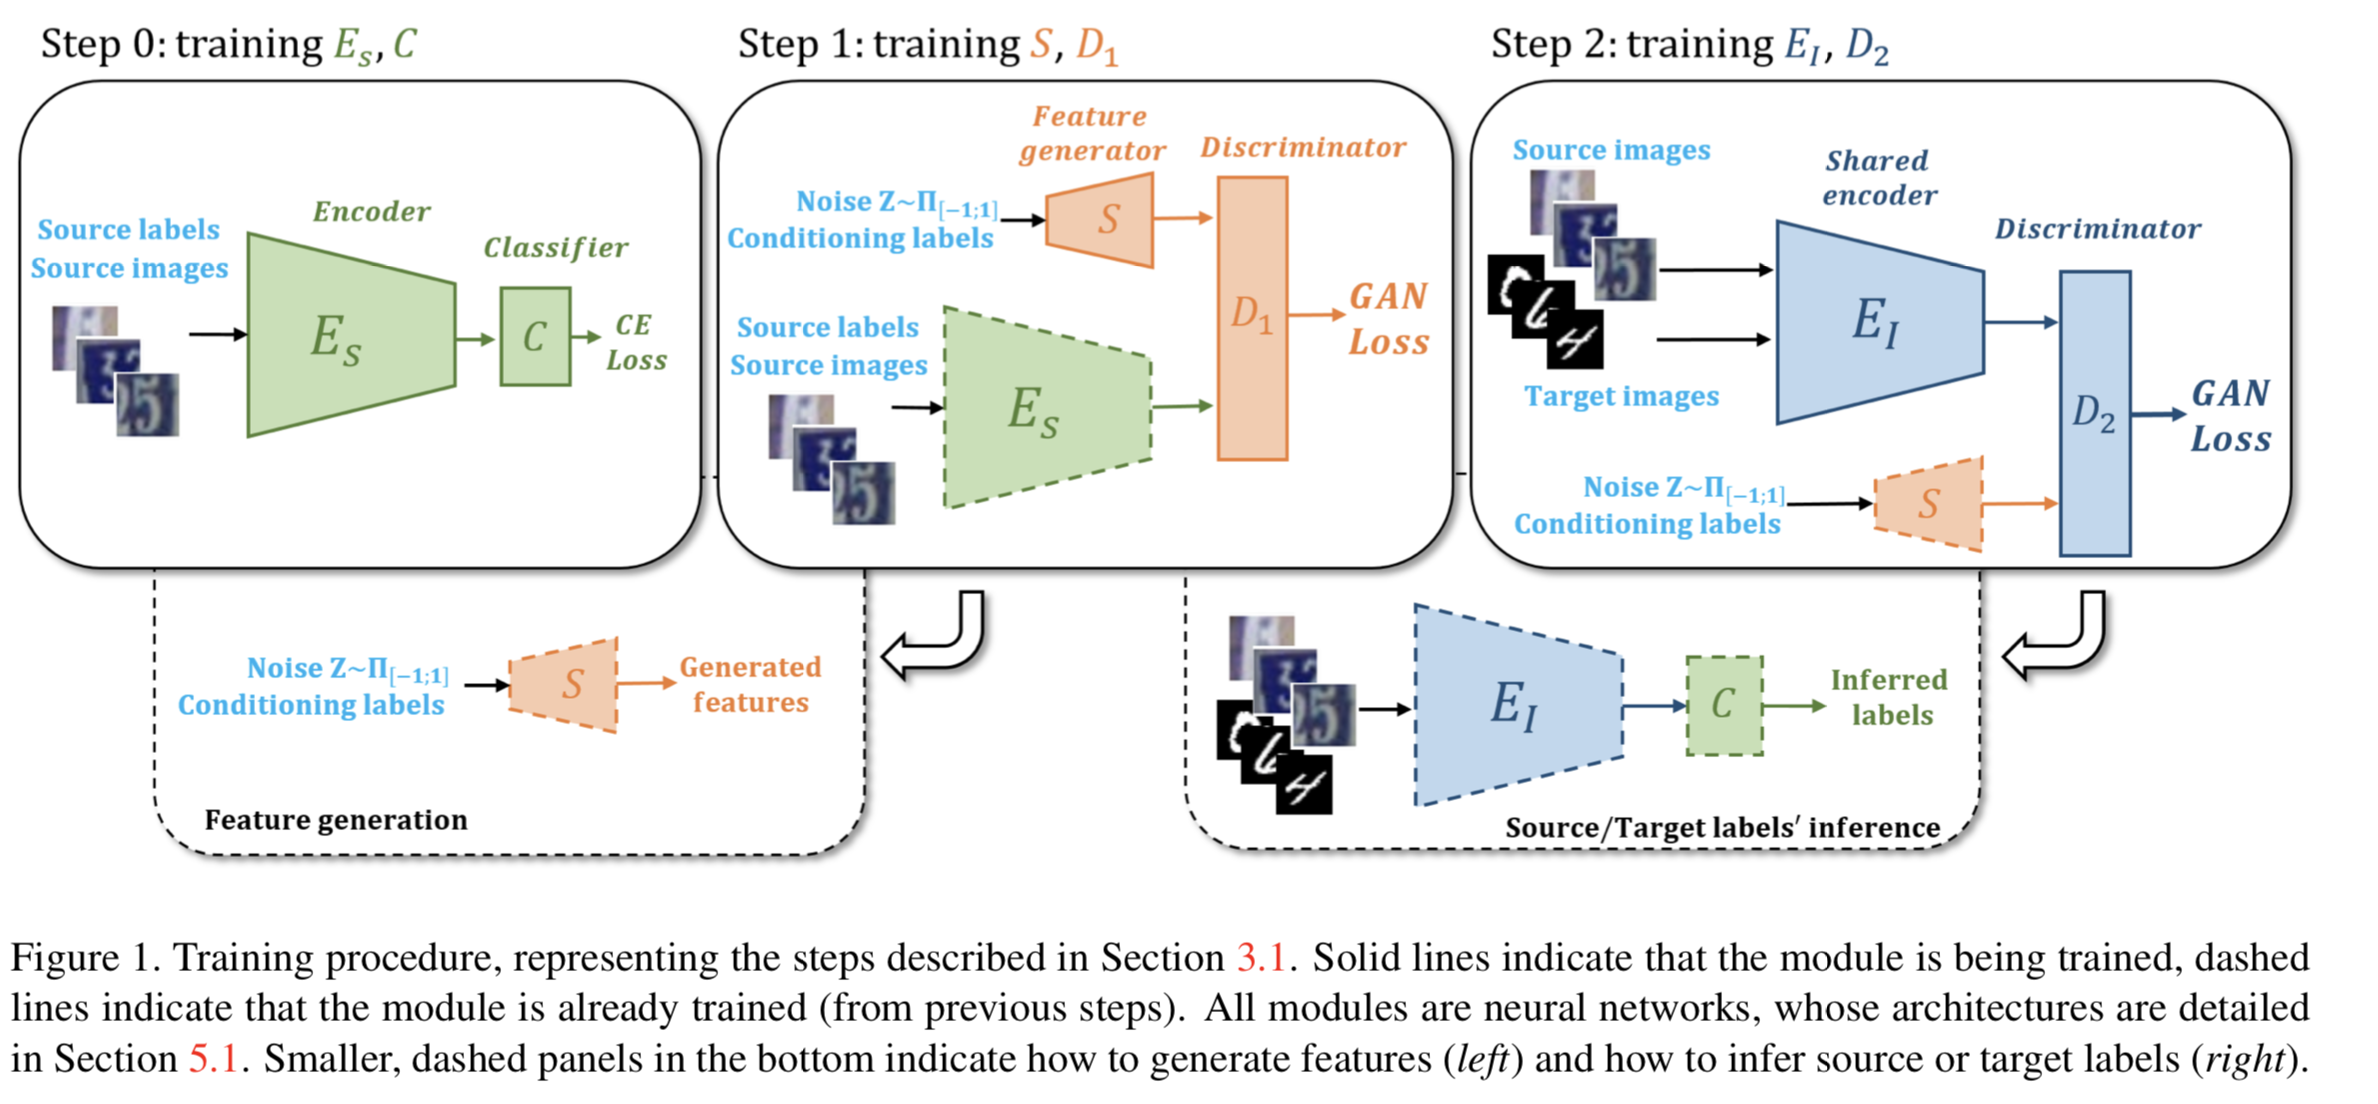 Step 0: training E_s, C
Source labels
Source images
Encoder
E_S
Classifier
C
CE
Loss
Step 1: training S, D_1
Feature
generator
Discriminator
Noise Z~Π_[−1;1]
Conditioning labels
S
Source labels
Source images
E_S
D_1
GAN
Loss
Step 2: training E_I, D_2
Source images
Shared
encoder
Discriminator
E_I
Target images
D_2
GAN
Loss
Noise Z~Π_[−1;1]
Conditioning labels
S
Noise Z~Π_[−1;1]
Conditioning labels
S
Generated
features
Feature generation
E_I
C
Inferred
labels
Source/Target labels′ inference
Figure 1. Training procedure, representing the steps described in Section 3.1. Solid lines indicate that the module is being trained, dashed
lines indicate that the module is already trained (from previous steps). All modules are neural networks, whose architectures are detailed
in Section 5.1. Smaller, dashed panels in the bottom indicate how to generate features (left) and how to infer source or target labels (right).